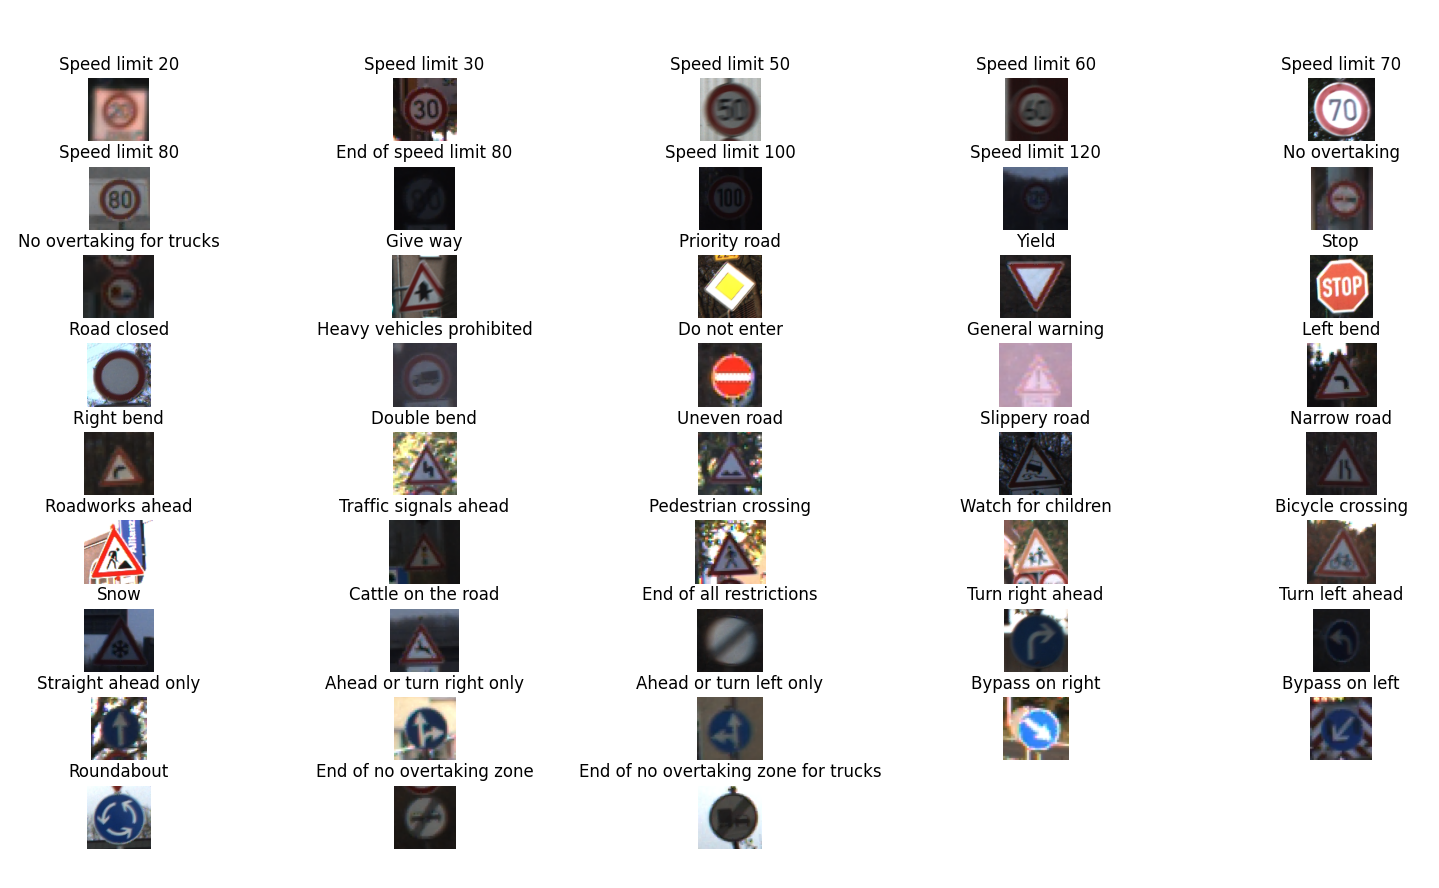 Speed limit 20
Speed limit 30
Speed limit 50
Speed limit 60
Speed limit 70
20
30
50
60
70
Speed limit 80
End of speed limit 80
Speed limit 100
Speed limit 120
No overtaking
80
80
100
120
No overtaking for trucks
Give way
Priority road
Yield
Stop
STOP
Road closed
Heavy vehicles prohibited
Do not enter
General warning
Left bend
Right bend
Double bend
Uneven road
Slippery road
Narrow road
Roadworks ahead
Traffic signals ahead
Pedestrian crossing
Watch for children
Bicycle crossing
Allianz
Snow
Cattle on the road
End of all restrictions
Turn right ahead
Turn left ahead
Straight ahead only
Ahead or turn right only
Ahead or turn left only
Bypass on right
Bypass on left
Roundabout
End of no overtaking zone
End of no overtaking zone for trucks